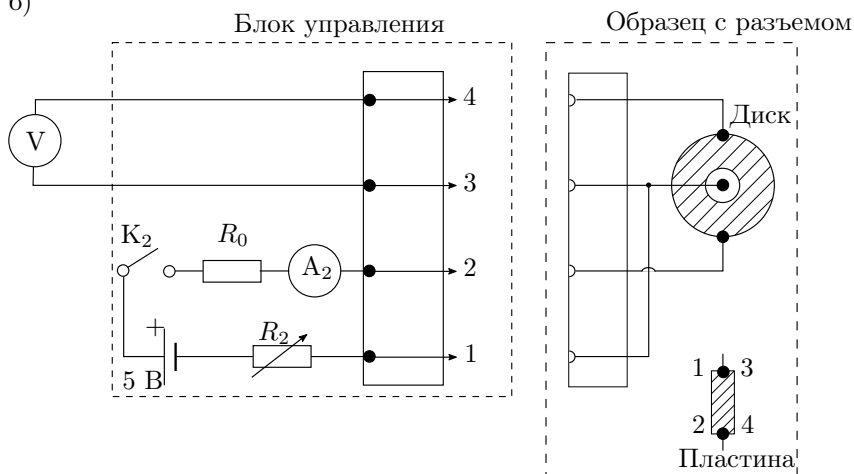 б)
Блок управления
Образец с разъемом
4
V
3
Диск
K₂
R₀
A₂
2
+
R₂
1
5 В
1 3
2 4
Пластина